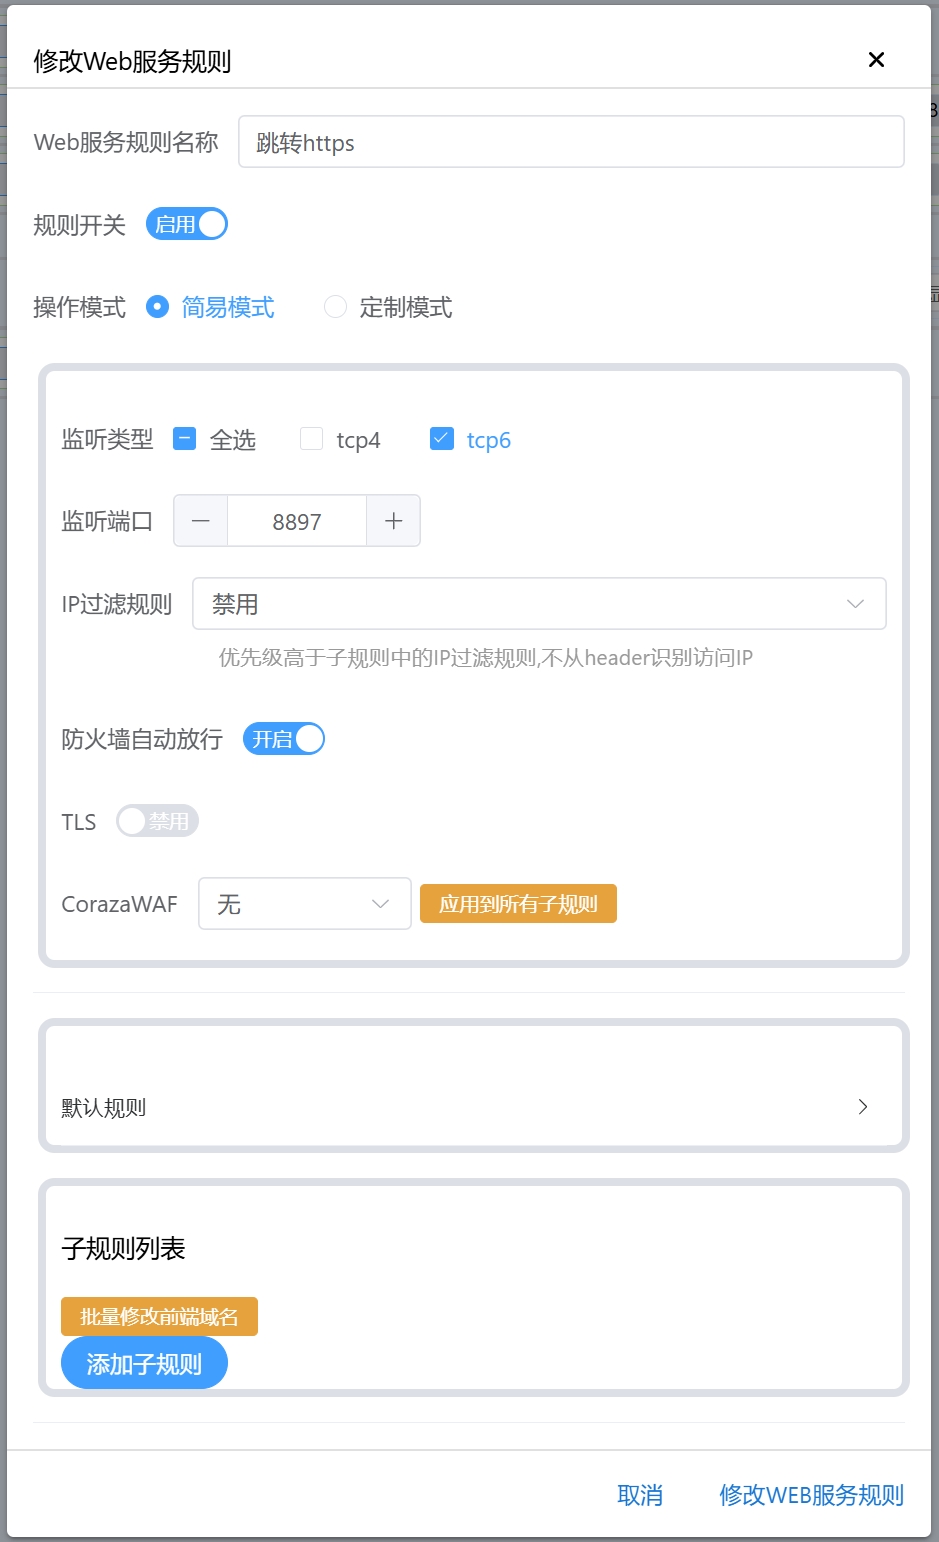 修改Web服务规则
Web服务规则名称 跳转https
规则开关 启用
操作模式 简易模式 定制模式
监听类型 全选 tcp4 tcp6
监听端口 8897
IP过滤规则 禁用
优先级高于子规则中的IP过滤规则,不从header识别访问IP
防火墙自动放行 开启
TLS 禁用
CorazaWAF 无 应用到所有子规则
默认规则
子规则列表
批量修改前端域名
添加子规则
取消 修改WEB服务规则